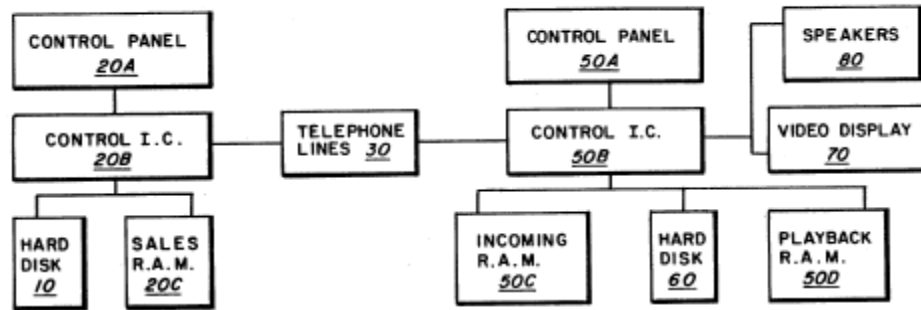 CONTROL PANEL
20A
CONTROL I.C.
20B
HARD
DISK
10
SALES
R.A.M.
20C
TELEPHONE
LINES 30
CONTROL PANEL
50A
CONTROL I.C.
50B
INCOMING
R.A.M.
50C
HARD
DISK
60
PLAYBACK
R.A.M.
50D
SPEAKERS
80
VIDEO DISPLAY
70